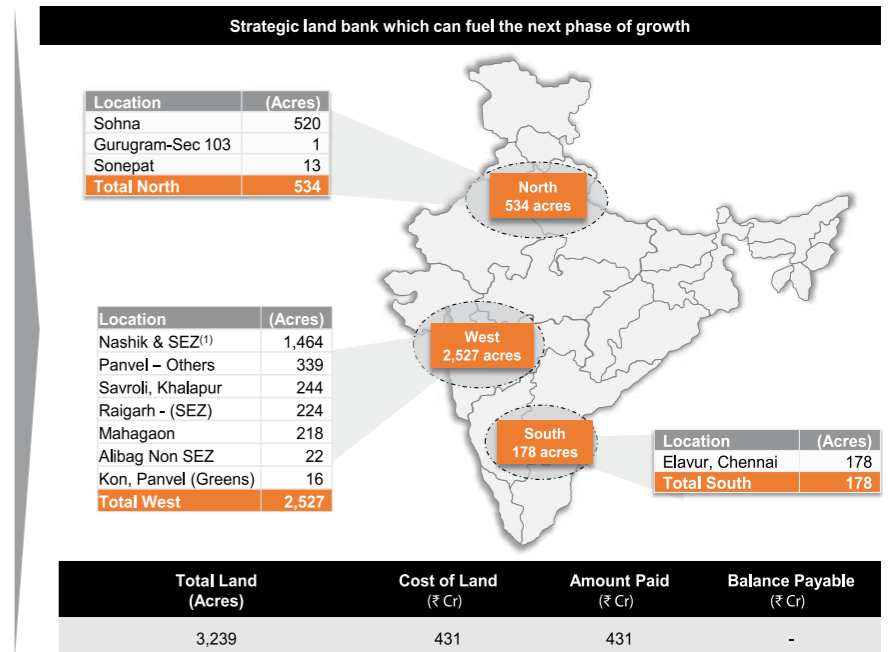 Strategic land bank which can fuel the next phase of growth
Location (Acres)
Sohna 520
Gurugram-Sec 103 1
Sonepat 13
Total North 534
North
534 acres
Location (Acres)
Nashik & SEZ(1) 1,464
Panvel – Others 339
Savroli, Khalapur 244
Raigarh - (SEZ) 224
Mahagaon 218
Alibag Non SEZ 22
Kon, Panvel (Greens) 16
Total West 2,527
West
2,527 acres
South
178 acres
Location (Acres)
Elavur, Chennai 178
Total South 178
Total Land Cost of Land Amount Paid Balance Payable
(Acres) (₹ Cr) (₹ Cr) (₹ Cr)
3,239 431 431 -